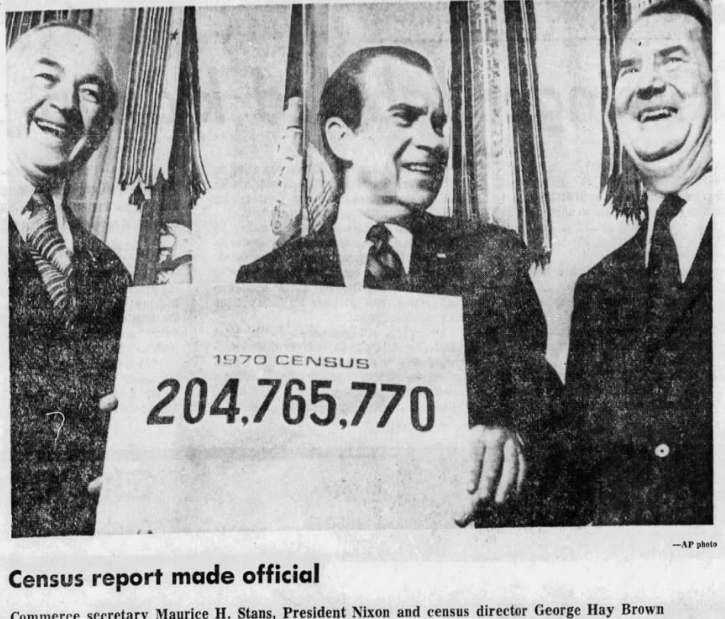 1970 CENSUS
204,765,770
—AP photo
Census report made official
Commerce secretary Maurice H. Stans, President Nixon and census director George Hay Brown